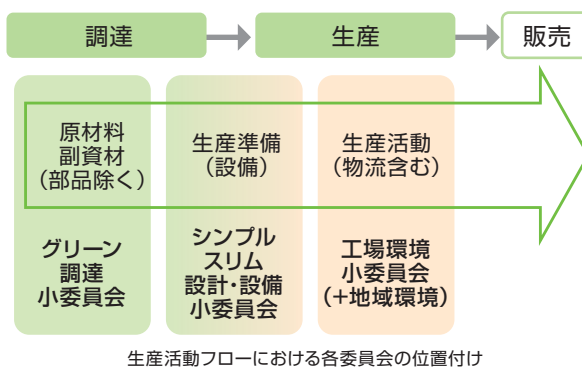 調達
生産
販売
原材料
副資材
(部品除く)
生産準備
(設備)
生産活動
(物流含む)
グリーン
調達
小委員会
シンプル
スリム
設計・設備
小委員会
工場環境
小委員会
(+地域環境)
生産活動フローにおける各委員会の位置付け